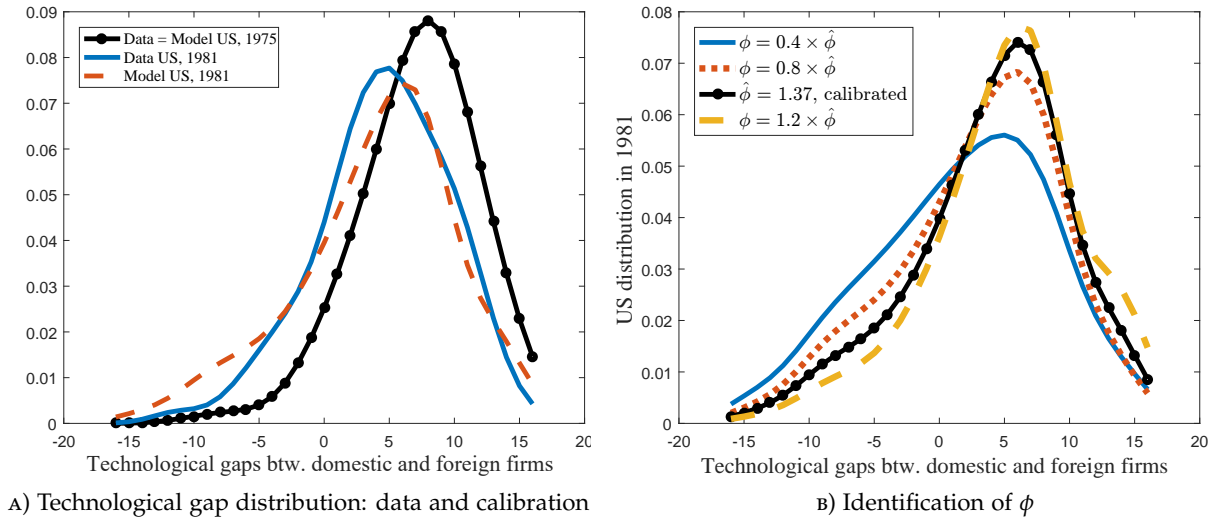 0.09
0.08
0.07
0.06
0.05
0.04
0.03
0.02
0.01
0
-20 -15 -10 -5 0 5 10 15 20
Data = Model US, 1975
Data US, 1981
Model US, 1981
Technological gaps btw. domestic and foreign firms
A) Technological gap distribution: data and calibration
US distribution in 1981
0.08
0.07
0.06
0.05
0.04
0.03
0.02
0.01
0
-20 -15 -10 -5 0 5 10 15 20
ϕ = 0.4 × ϕ̂
ϕ = 0.8 × ϕ̂
ϕ̂ = 1.37, calibrated
ϕ = 1.2 × ϕ̂
Technological gaps btw. domestic and foreign firms
B) Identification of ϕ